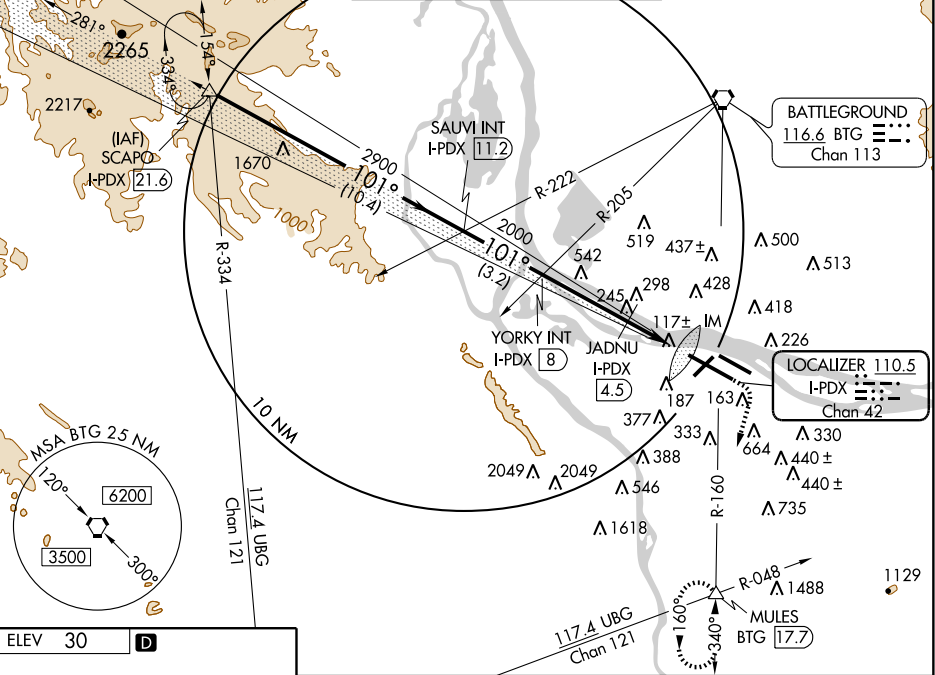 281°
2265
154°
334°
2217
(IAF)
SCAPO
I-PDX 21.6
1670
2900
101°
(10.4)
1000
SAUVI INT
I-PDX 11.2
R-222
R-205
2000
101°
(3.2)
BATTLEGROUND
116.6 BTG
Chan 113
519
437±
500
542
513
298
245
428
418
117±
IM
226
YORKY INT
I-PDX 8
JADNU
I-PDX
4.5
LOCALIZER 110.5
I-PDX
Chan 42
187
163
377
333
664
330
388
440±
440±
2049
2049
546
735
1618
R-334
10 NM
MSA BTG 25 NM
120°
6200
3500
300°
117.4 UBG
Chan 121
R-160
R-048
1488
1129
117.4 UBG
Chan 121
160°
340°
MULES
BTG 17.7
ELEV 30
D